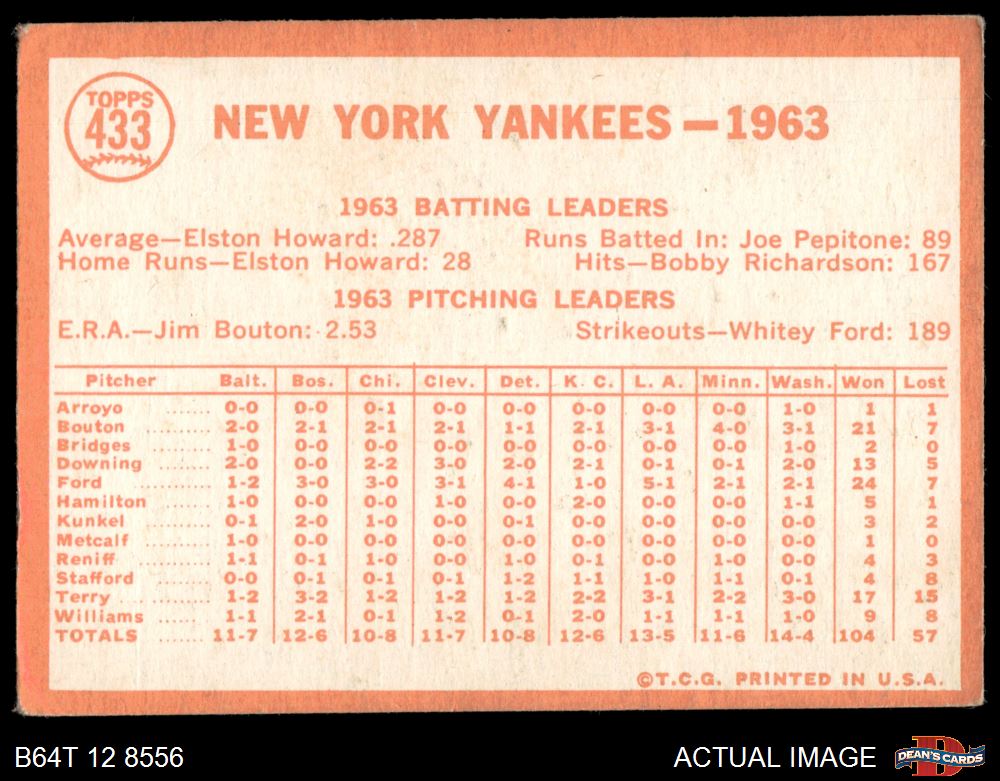 TOPPS
433
NEW YORK YANKEES — 1963
1963 BATTING LEADERS
Average—Elston Howard: .287 Runs Batted In: Joe Pepitone: 89
Home Runs—Elston Howard: 28 Hits—Bobby Richardson: 167
1963 PITCHING LEADERS
E.R.A.—Jim Bouton: 2.53 Strikeouts—Whitey Ford: 189
Pitcher Balt. Bos. Chi. Clev. Det. K. C. L. A. Minn. Wash. Won Lost
Arroyo ...... 0-0 0-0 0-1 0-0 0-0 0-0 0-0 0-0 1-0 1 1
Bouton ......... 2-0 2-1 2-1 2-1 1-1 2-1 3-1 4-0 3-1 21 7
Bridges ........ 1-0 0-0 0-0 0-0 1-0 0-0 0-0 0-0 0-0 2 0
Downing ....... 2-0 0-0 2-2 3-0 2-0 2-1 0-1 0-1 2-0 13 5
Ford ......... 1-2 3-0 3-0 3-1 4-1 1-0 5-1 2-1 2-1 24 7
Hamilton ....... 1-0 0-0 0-0 1-0 0-0 2-0 0-0 0-0 1-1 5 1
Kunkel ........ 0-1 2-0 1-0 0-0 0-1 0-0 0-0 0-0 0-0 3 2
Metcalf ......... 1-0 0-0 0-0 0-0 0-0 0-0 0-0 0-0 0-0 1 0
Reniff ......... 1-1 0-1 1-0 0-0 1-0 0-1 0-0 1-0 0-0 4 3
Stafford ...... 0-0 0-1 0-1 0-1 1-2 1-1 1-0 1-1 0-1 4 8
Terry ... ......... 1-2 3-2 1-2 1-2 1-2 2-2 3-1 2-2 3-0 17 15
Williams ..... 1-1 2-1 0-1 1-2 0-1 2-0 1-1 1-1 1-0 9 8
TOTALS ..... 11-7 12-6 10-8 11-7 10-8 12-6 13-5 11-6 14-4 104 57
©T.C.G. PRINTED IN U.S.A.
B64T 12 8556 ACTUAL IMAGE DEAN'S CARDS